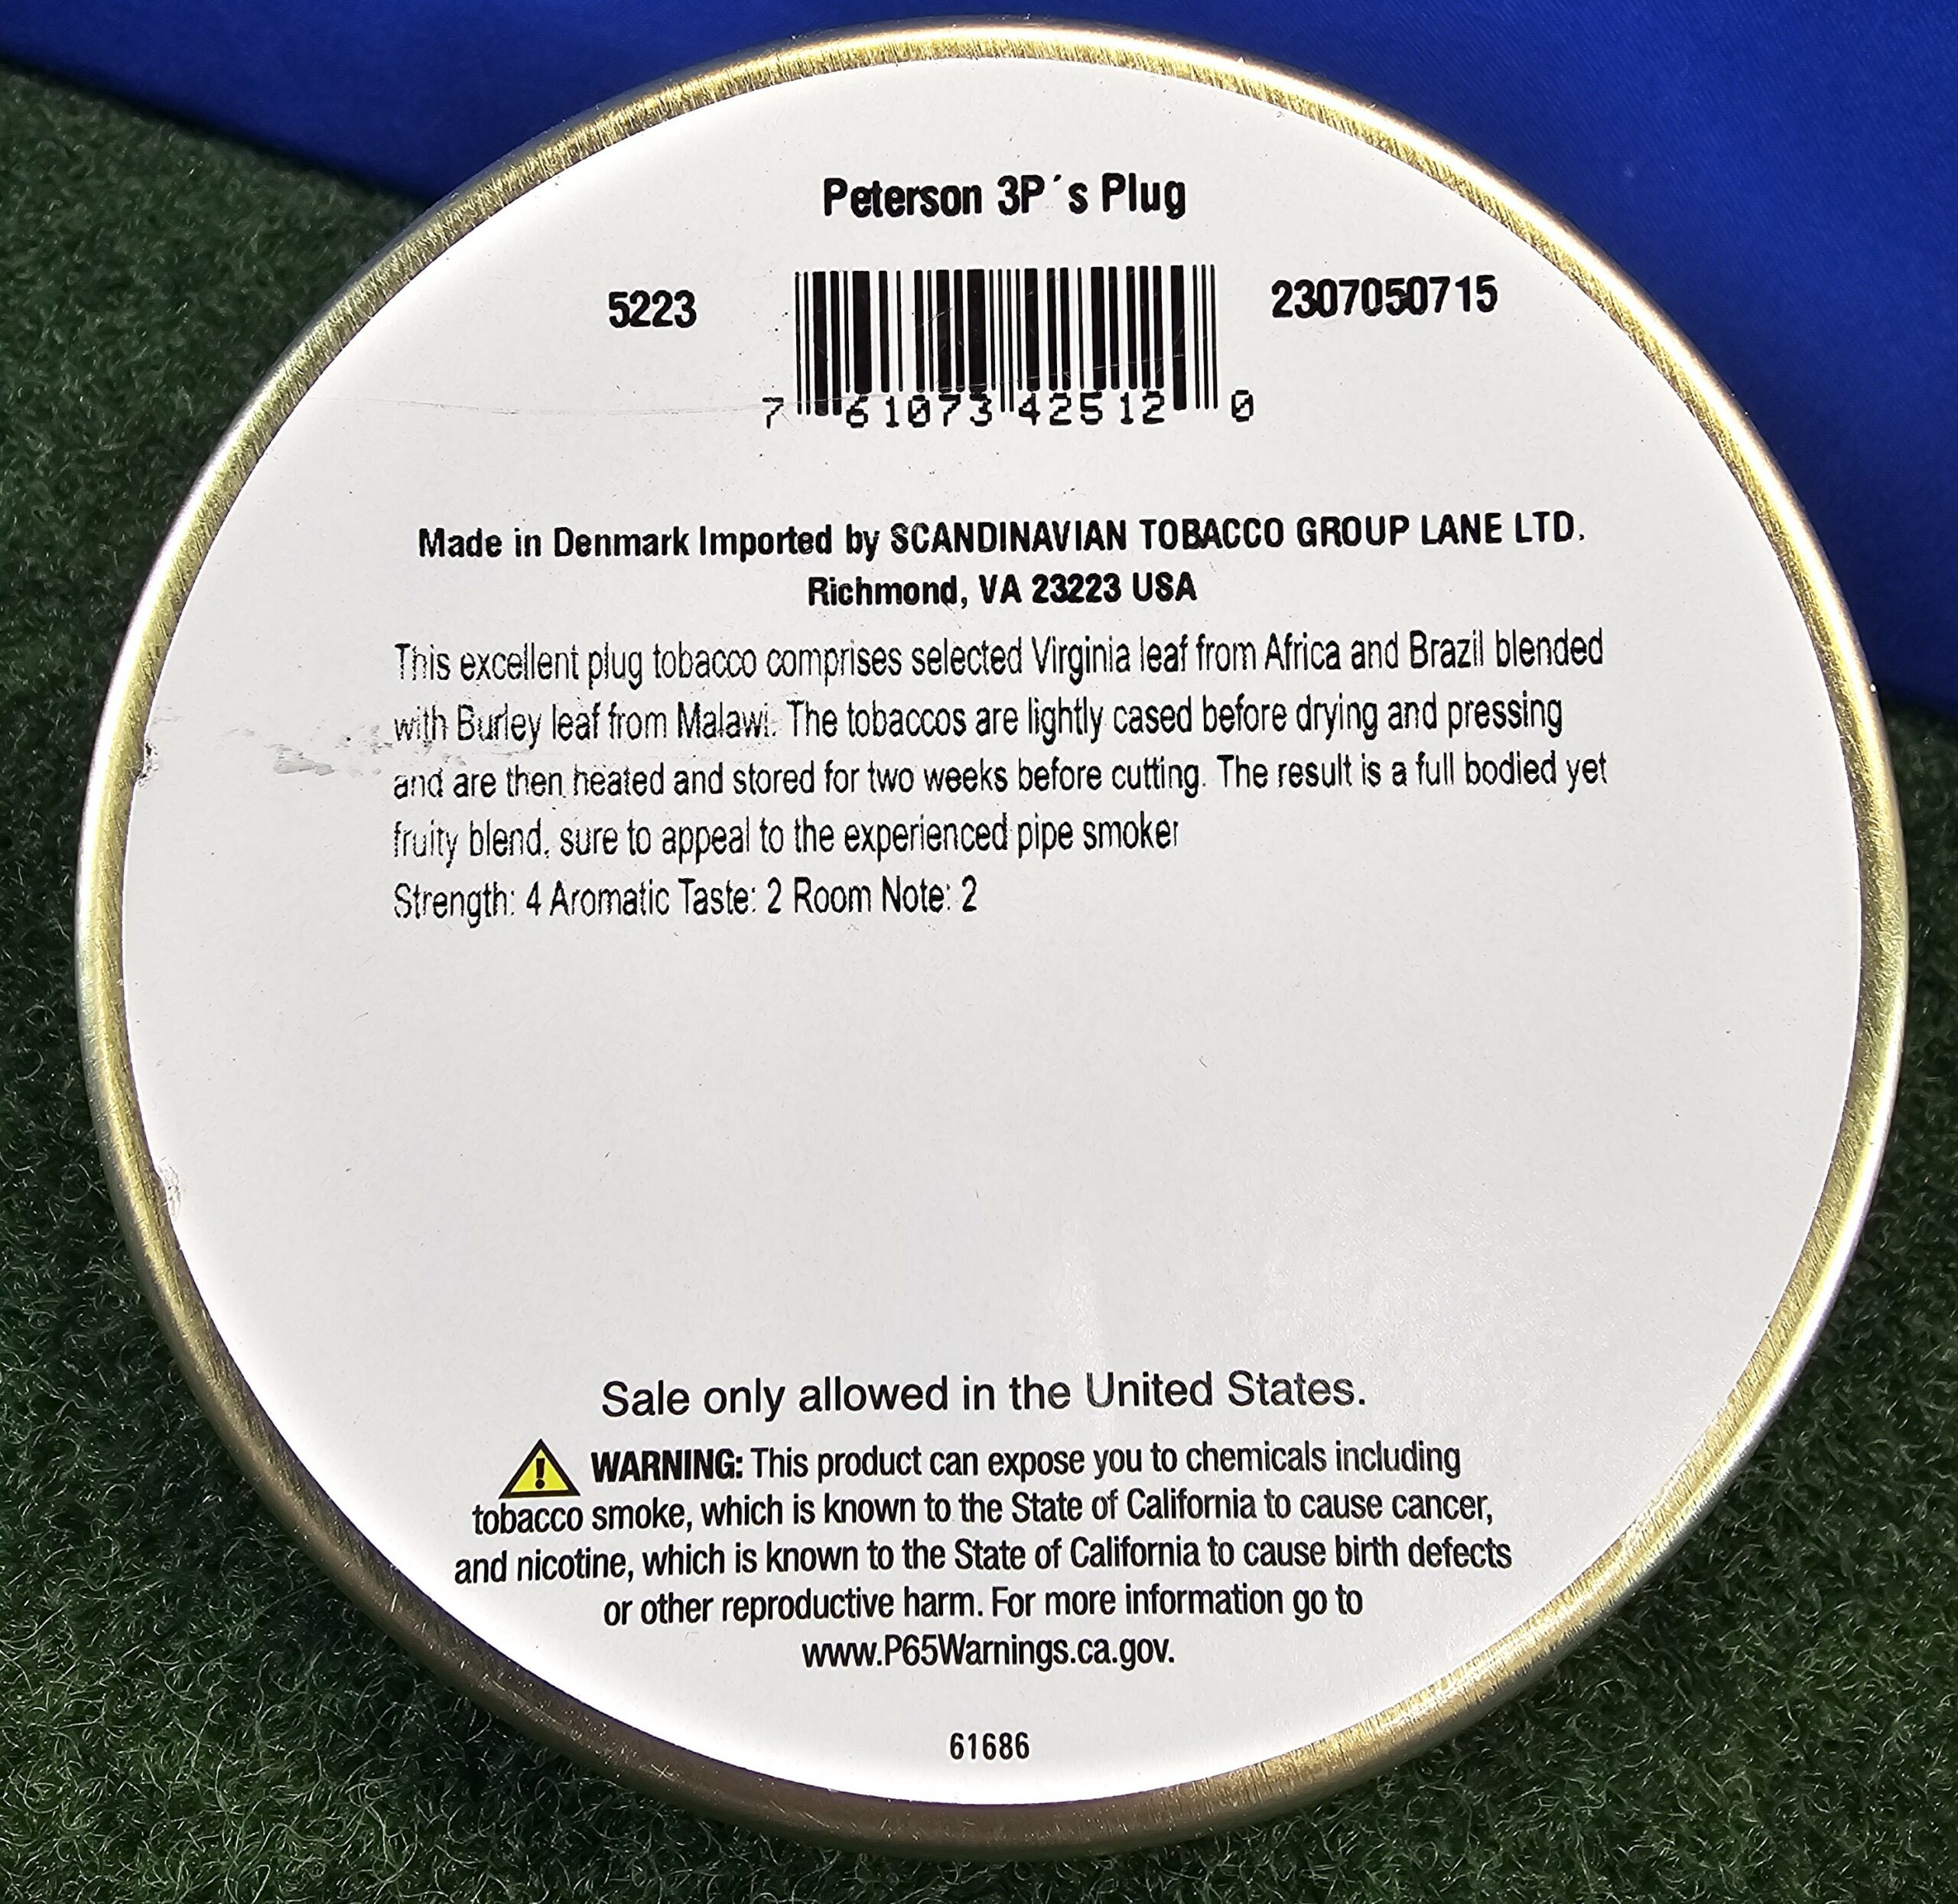 Peterson 3P´s Plug
5223
2307050715
7 61073 42512 0
Made in Denmark Imported by SCANDINAVIAN TOBACCO GROUP LANE LTD.
Richmond, VA 23223 USA
This excellent plug tobacco comprises selected Virginia leaf from Africa and Brazil blended
with Burley leaf from Malawi. The tobaccos are lightly cased before drying and pressing
and are then heated and stored for two weeks before cutting. The result is a full bodied yet
fruity blend, sure to appeal to the experienced pipe smoker
Strength: 4 Aromatic Taste: 2 Room Note: 2
Sale only allowed in the United States.
WARNING: This product can expose you to chemicals including
tobacco smoke, which is known to the State of California to cause cancer,
and nicotine, which is known to the State of California to cause birth defects
or other reproductive harm. For more information go to
www.P65Warnings.ca.gov.
61686